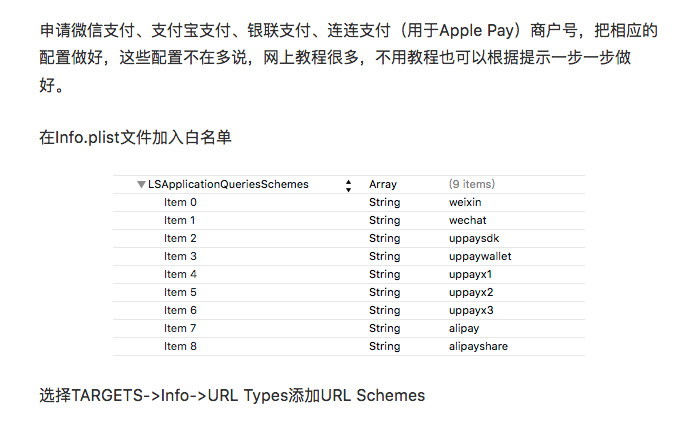 申请微信支付、支付宝支付、银联支付、连连支付（用于Apple Pay）商户号，把相应的
配置做好，这些配置不在多说，网上教程很多，不用教程也可以根据提示一步一步做
好。
在Info.plist文件加入白名单
LSApplicationQueriesSchemes Array (9 items)
Item 0 String weixin
Item 1 String wechat
Item 2 String uppaysdk
Item 3 String uppaywallet
Item 4 String uppayx1
Item 5 String uppayx2
Item 6 String uppayx3
Item 7 String alipay
Item 8 String alipayshare
选择TARGETS->Info->URL Types添加URL Schemes